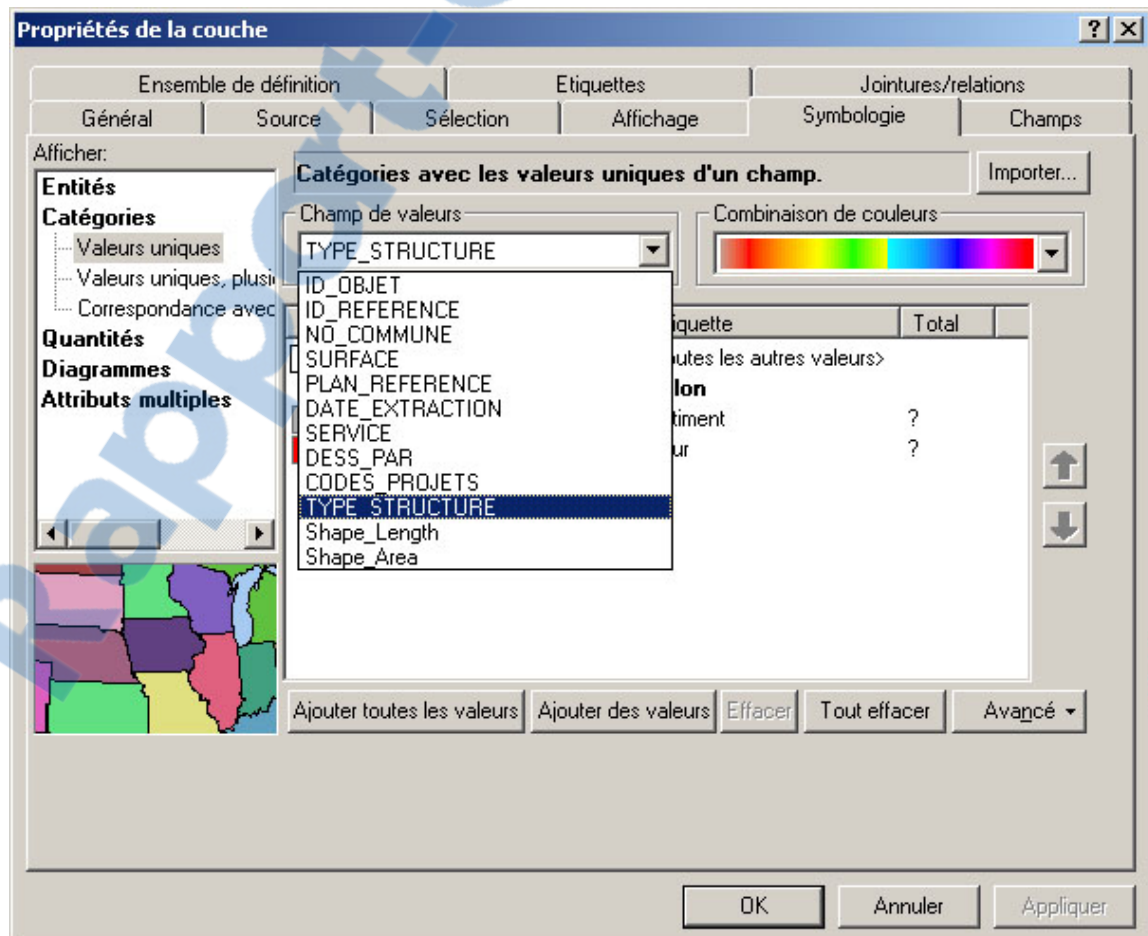 Propriétés de la couche
Ensemble de définition Etiquettes Jointures/relations
Général Source Sélection Affichage Symbologie Champs
Afficher:
Entités
Catégories
Valeurs uniques
Valeurs uniques, plusi
Correspondance avec
Quantités
Diagrammes
Attributs multiples
Catégories avec les valeurs uniques d'un champ.
Importer...
Champ de valeurs
Combinaison de couleurs
TYPE_STRUCTURE
ID_OBJET
ID_REFERENCE
NO_COMMUNE
SURFACE
PLAN_REFERENCE
DATE_EXTRACTION
SERVICE
DESS_PAR
CODES_PROJETS
TYPE_STRUCTURE
Shape_Length
Shape_Area
iquette Total
utes les autres valeurs>
lon
timent ?
ur ?
Ajouter toutes les valeurs Ajouter des valeurs Effacer Tout effacer Avancé
OK Annuler Appliquer
Rapport-